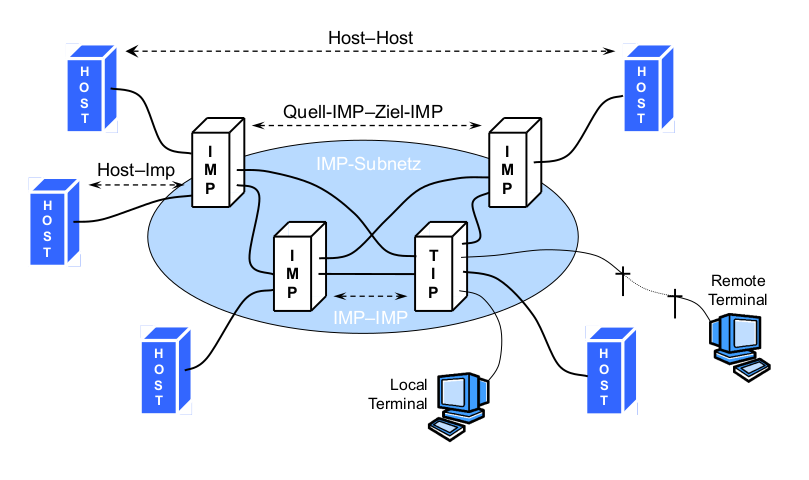 Host–Host
HOST
HOST
Quell-IMP–Ziel-IMP
IMP
IMP
IMP-Subnetz
Host–Imp
HOST
IMP
TIP
IMP–IMP
Remote
Terminal
HOST
HOST
Local
Terminal